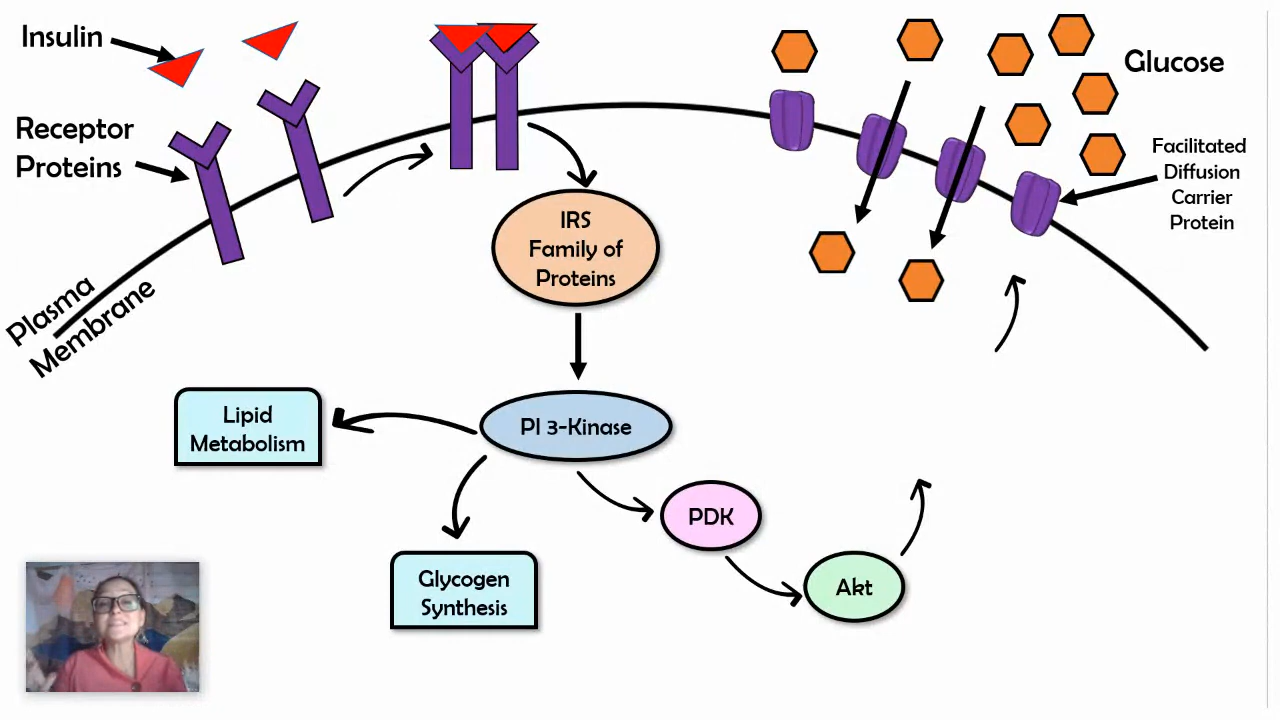 Insulin
Receptor
Proteins
Plasma
Membrane
IRS
Family of
Proteins
Glucose
Facilitated
Diffusion
Carrier
Protein
PI 3-Kinase
Lipid
Metabolism
Glycogen
Synthesis
PDK
Akt